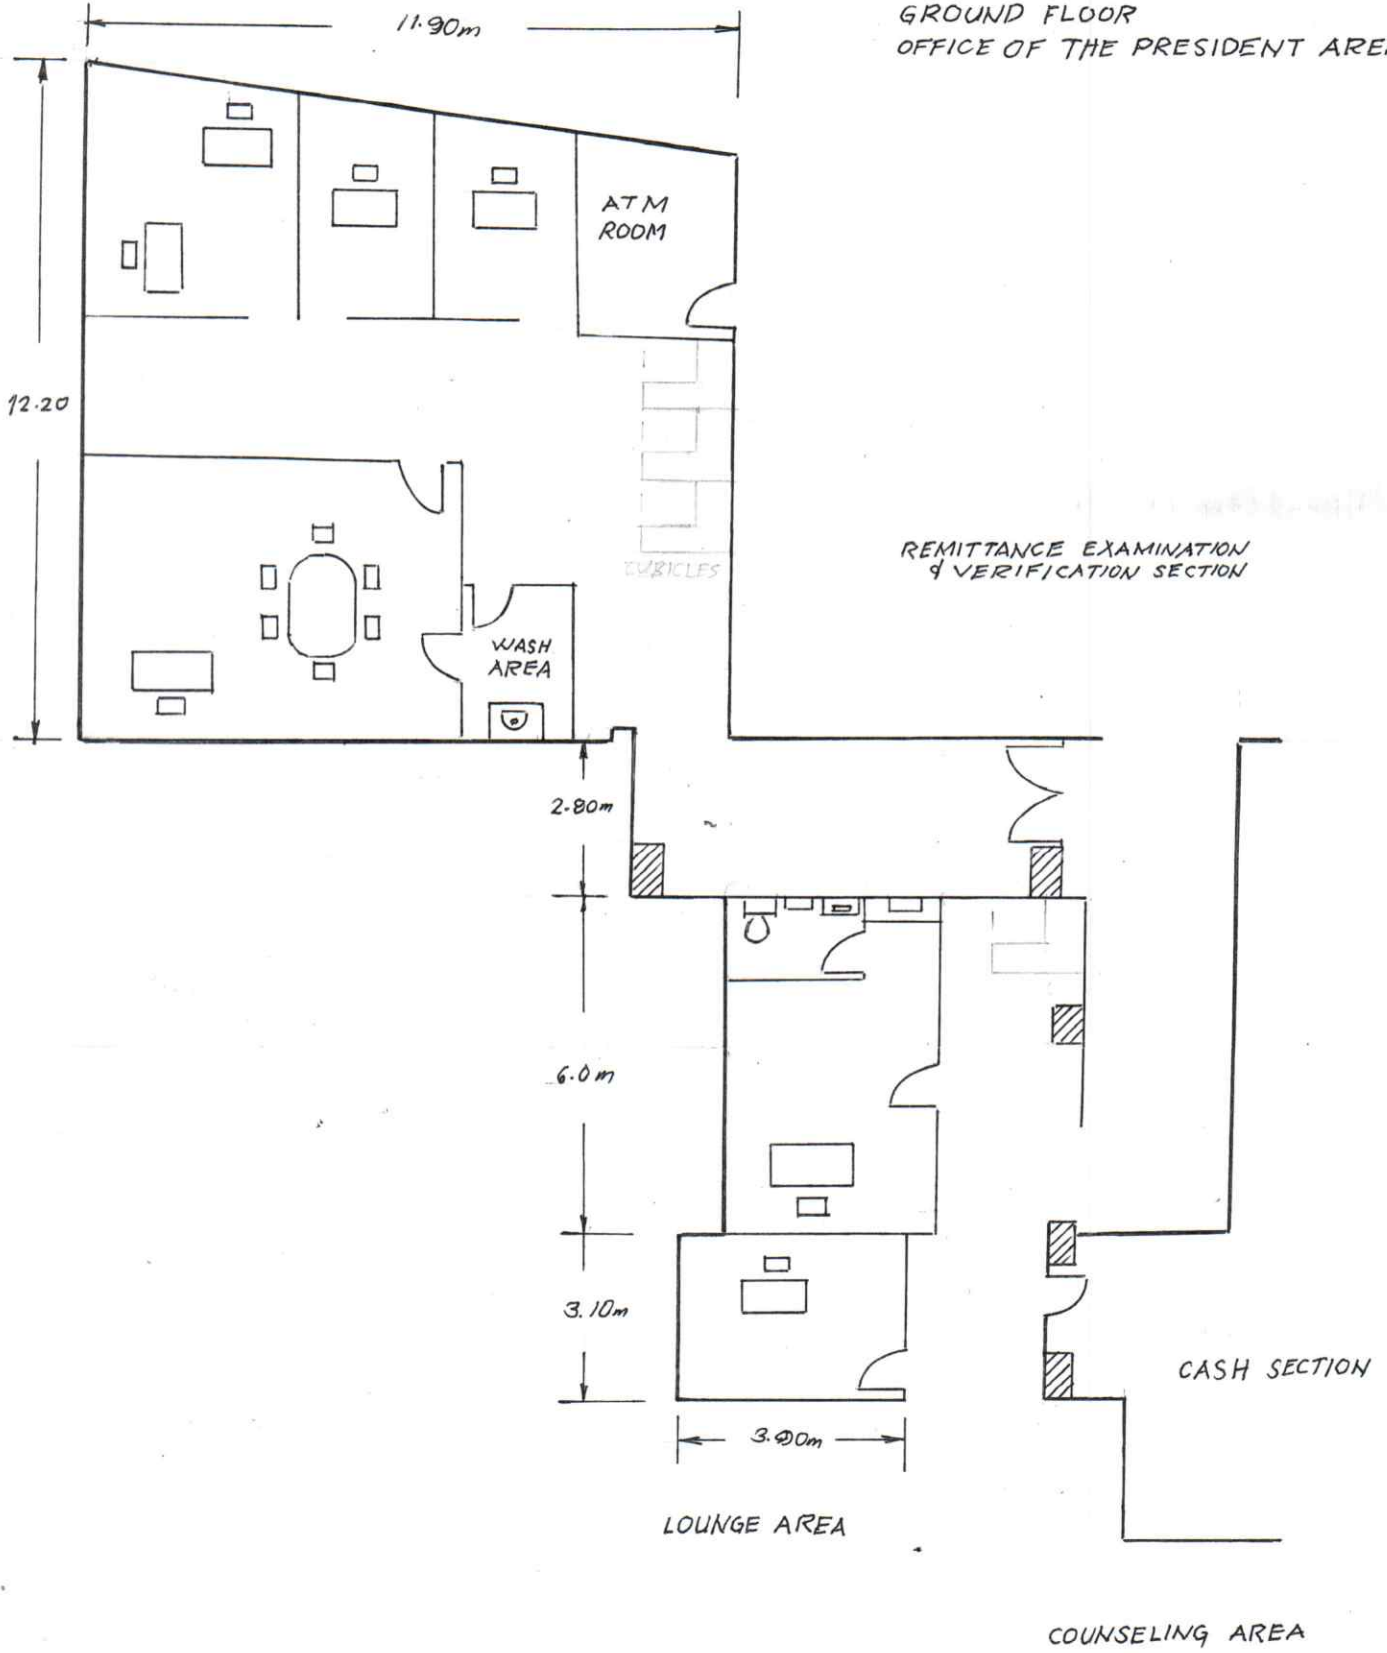 11.90m
GROUND FLOOR
OFFICE OF THE PRESIDENT AREA
ATM
ROOM
12.20
CUBICLES
REMITTANCE EXAMINATION
& VERIFICATION SECTION
WASH
AREA
2.80m
6.0m
3.10m
CASH SECTION
3.90m
LOUNGE AREA
COUNSELING AREA